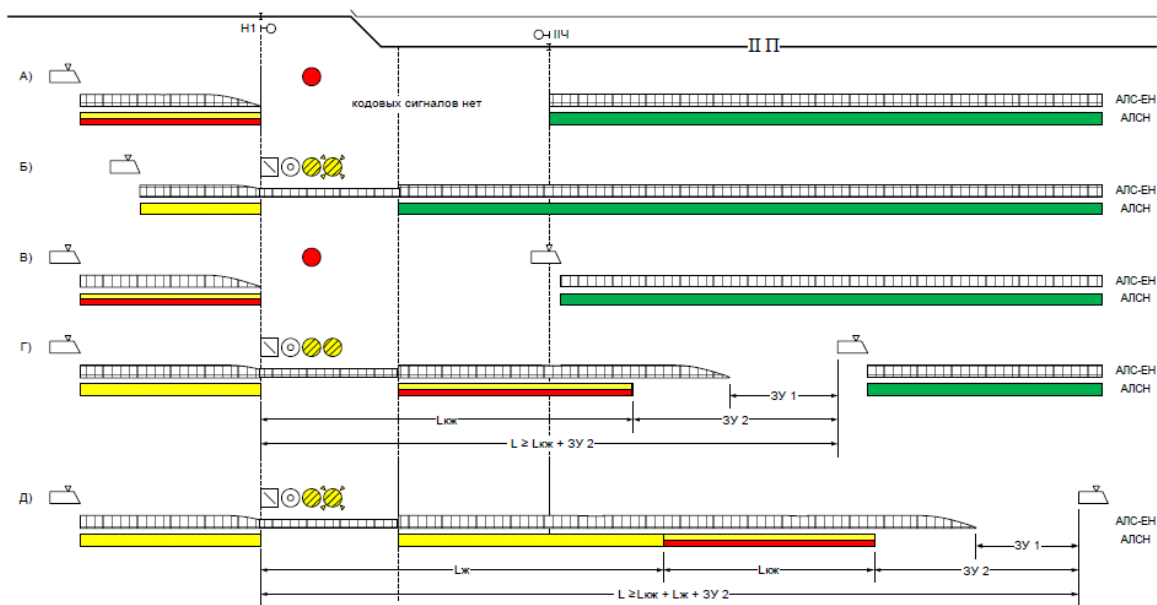 Н1
IIЧ
II П
А)
кодовых сигналов нет
АЛС-ЕН
АЛСН
Б)
АЛС-ЕН
АЛСН
В)
АЛС-ЕН
АЛСН
Г)
АЛС-ЕН
АЛСН
ЗУ 1
Lкж
ЗУ 2
L ≥ Lкж + ЗУ 2
Д)
АЛС-ЕН
АЛСН
ЗУ 1
Lж
Lкж
ЗУ 2
L ≥Lкж + Lж + ЗУ 2